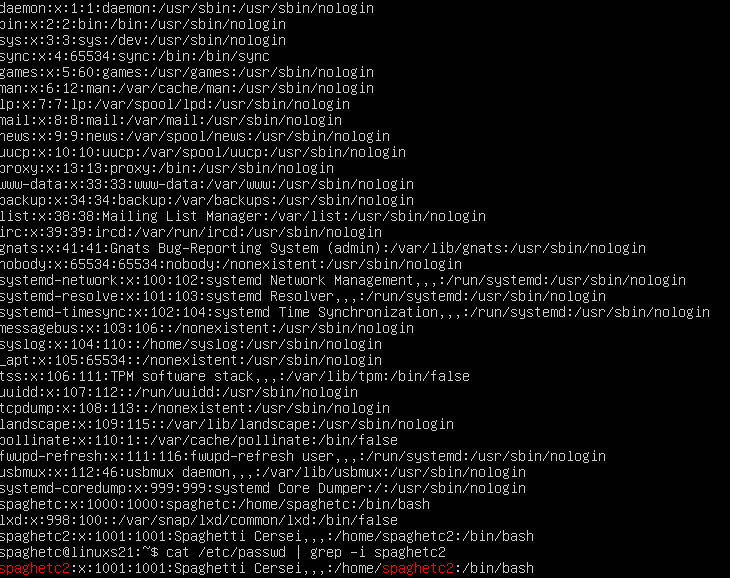 daemon:x:1:1:daemon:/usr/sbin:/usr/sbin/nologin
bin:x:2:2:bin:/bin:/usr/sbin/nologin
sys:x:3:3:sys:/dev:/usr/sbin/nologin
sync:x:4:65534:sync:/bin:/bin/sync
games:x:5:60:games:/usr/games:/usr/sbin/nologin
man:x:6:12:man:/var/cache/man:/usr/sbin/nologin
lp:x:7:7:lp:/var/spool/lpd:/usr/sbin/nologin
mail:x:8:8:mail:/var/mail:/usr/sbin/nologin
news:x:9:9:news:/var/spool/news:/usr/sbin/nologin
uucp:x:10:10:uucp:/var/spool/uucp:/usr/sbin/nologin
proxy:x:13:13:proxy:/bin:/usr/sbin/nologin
www-data:x:33:33:www-data:/var/www:/usr/sbin/nologin
backup:x:34:34:backup:/var/backups:/usr/sbin/nologin
list:x:38:38:Mailing List Manager:/var/list:/usr/sbin/nologin
irc:x:39:39:ircd:/var/run/ircd:/usr/sbin/nologin
gnats:x:41:41:Gnats Bug-Reporting System (admin):/var/lib/gnats:/usr/sbin/nologin
nobody:x:65534:65534:nobody:/nonexistent:/usr/sbin/nologin
systemd-network:x:100:102:systemd Network Management,,,:/run/systemd:/usr/sbin/nologin
systemd-resolve:x:101:103:systemd Resolver,,,:/run/systemd:/usr/sbin/nologin
systemd-timesync:x:102:104:systemd Time Synchronization,,,:/run/systemd:/usr/sbin/nologin
messagebus:x:103:106::/nonexistent:/usr/sbin/nologin
syslog:x:104:110::/home/syslog:/usr/sbin/nologin
_apt:x:105:65534::/nonexistent:/usr/sbin/nologin
tss:x:106:111:TPM software stack,,,:/var/lib/tpm:/bin/false
uuidd:x:107:112::/run/uuidd:/usr/sbin/nologin
tcpdump:x:108:113::/nonexistent:/usr/sbin/nologin
landscape:x:109:115::/var/lib/landscape:/usr/sbin/nologin
pollinate:x:110:1::/var/cache/pollinate:/bin/false
fwupd-refresh:x:111:116:fwupd-refresh user,,,:/run/systemd:/usr/sbin/nologin
usbmux:x:112:46:usbmux daemon,,,:/var/lib/usbmux:/usr/sbin/nologin
systemd-coredump:x:999:999:systemd Core Dumper:/:/usr/sbin/nologin
spaghetc:x:1000:1000:spaghetc:/home/spaghetc:/bin/bash
lxd:x:998:100::/var/snap/lxd/common/lxd:/bin/false
spaghetc2:x:1001:1001:Spaghetti Cersei,,,:/home/spaghetc2:/bin/bash
spaghetc@linuxs21:~$ cat /etc/passwd | grep -i spaghetc2
spaghetc2:x:1001:1001:Spaghetti Cersei,,,:/home/spaghetc2:/bin/bash